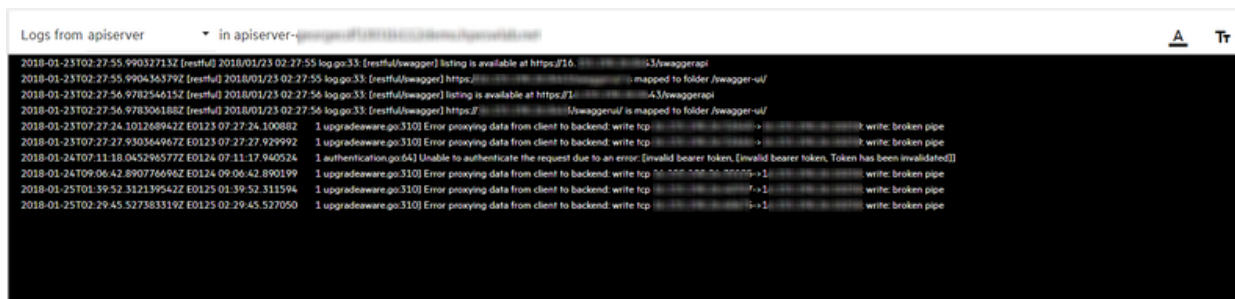 Logs from apiserver in apiserver-
A Tт
2018-01-23T02:27:55.99032713Z [restful] 2018/01/23 02:27:55 log.go:33: [restful/swagger] listing is available at https://16. 43/swaggerapi
2018-01-23T02:27:55.990436379Z [restful] 2018/01/23 02:27:55 log.go:33: [restful/swagger] https:/ mapped to folder /swagger-ui/
2018-01-23T02:27:56.978254615Z [restful] 2018/01/23 02:27:56 log.go:33: [restful/swagger] listing is available at https://1 43/swaggerapi
2018-01-23T02:27:56.978306188Z [restful] 2018/01/23 02:27:56 log.go:33: [restful/swagger] https:/ /swaggerui/ is mapped to folder /swagger-ui/
2018-01-23T07:27:24.101268942Z E0123 07:27:24.100882 1 upgradeaware.go:310] Error proxying data from client to backend: write tcp -> write: broken pipe
2018-01-23T07:27:27.930364967Z E0123 07:27:27.929992 1 upgradeaware.go:310] Error proxying data from client to backend: write tcp -> write: broken pipe
2018-01-24T07:11:18.045296577Z E0124 07:11:17.940524 1 authentication.go:64] Unable to authenticate the request due to an error: [invalid bearer token, [invalid bearer token, Token has been invalidated]]
2018-01-24T09:06:42.890776696Z E0124 09:06:42.890199 1 upgradeaware.go:310] Error proxying data from client to backend: write tcp ->1 write: broken pipe
2018-01-25T01:39:52.312139542Z E0125 01:39:52.311594 1 upgradeaware.go:310] Error proxying data from client to backend: write tcp ->1 write: broken pipe
2018-01-25T02:29:45.527383319Z E0125 02:29:45.527050 1 upgradeaware.go:310] Error proxying data from client to backend: write tcp ->1 write: broken pipe